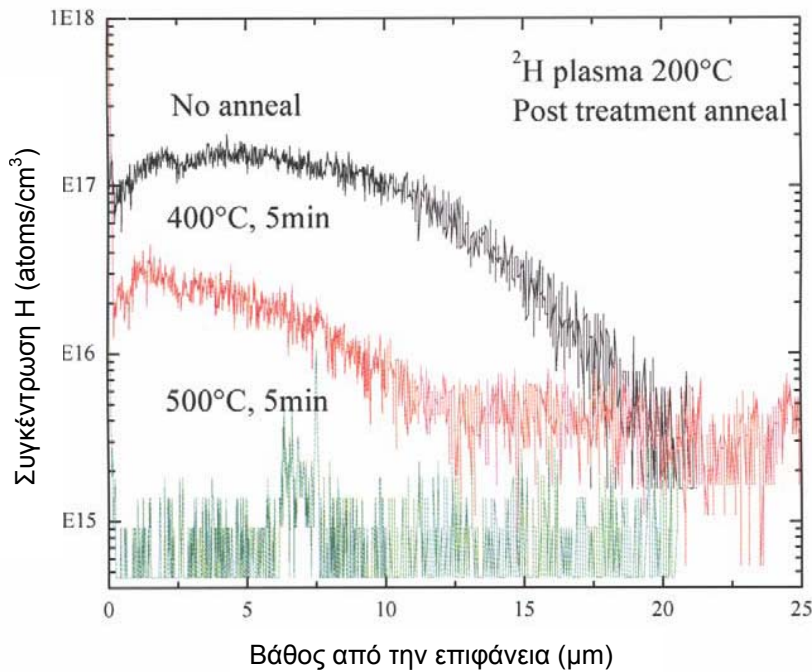 1E18
E17
E16
E15
Συγκέντρωση Η (atoms/cm³)
²H plasma 200°C
Post treatment anneal
No anneal
400°C, 5min
500°C, 5min
0 5 10 15 20 25
Βάθος από την επιφάνεια (μm)